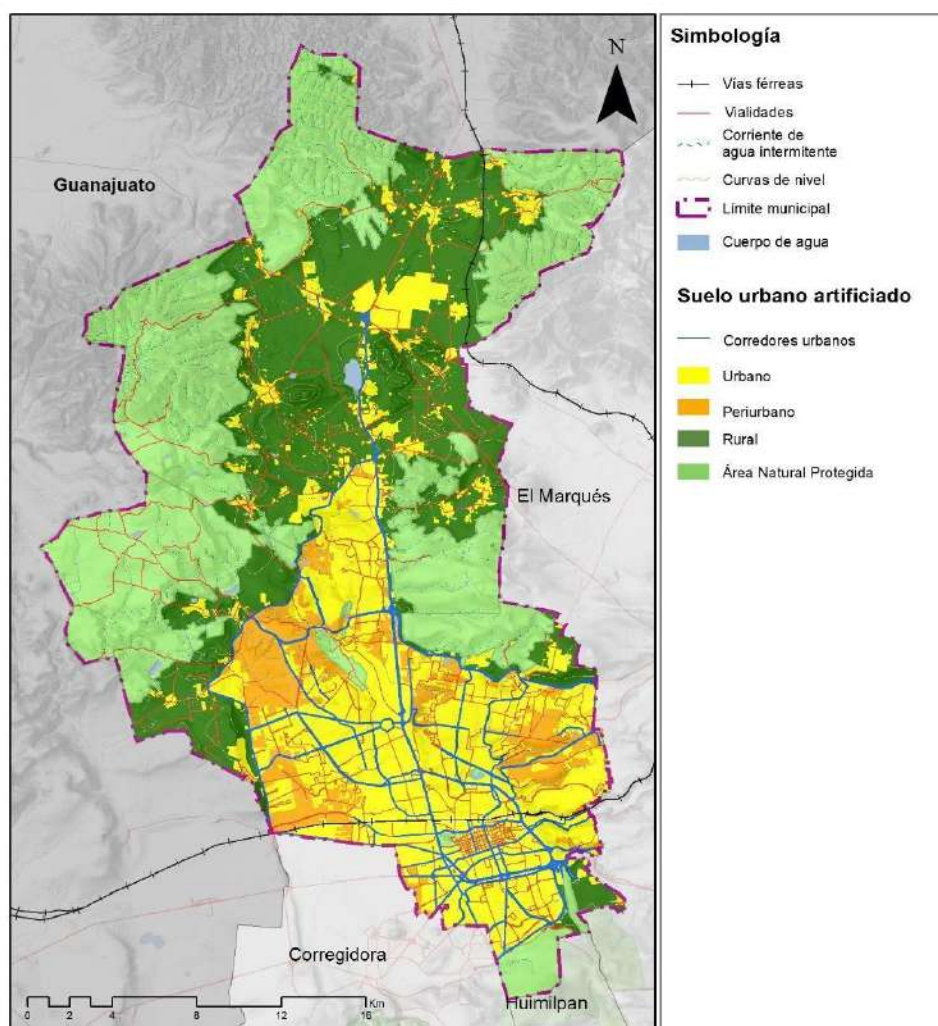 N
Guanajuato
El Marqués
Corregidora
Huimilpan
0 2 4 8 12 16
Km
Simbología
Vías férreas
Vialidades
Corriente de
agua intermitente
Curvas de nivel
Límite municipal
Cuerpo de agua
Suelo urbano artificiado
Corredores urbanos
Urbano
Periurbano
Rural
Área Natural Protegida